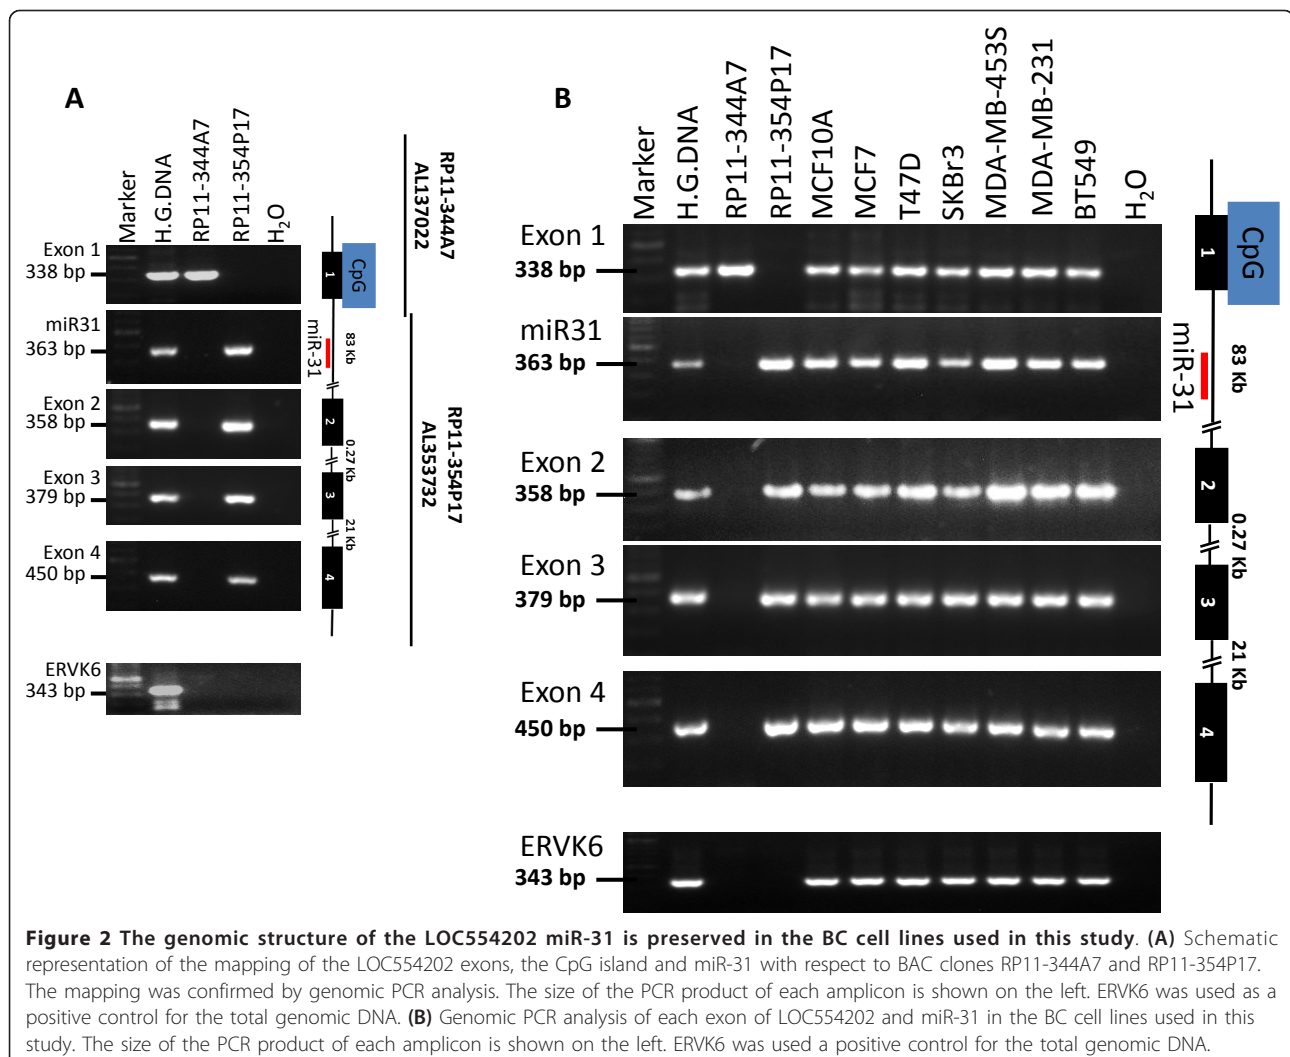 A
Marker
H.G.DNA
RP11-344A7
RP11-354P17
H2O
Exon 1
338 bp
miR31
363 bp
Exon 2
358 bp
Exon 3
379 bp
Exon 4
450 bp
ERVK6
343 bp
1
CpG
miR-31
83 Kb
2
0.27 Kb
3
21 Kb
4
RP11-344A7
AL137022
RP11-354P17
AL353732
B
Marker
H.G.DNA
RP11-344A7
RP11-354P17
MCF10A
MCF7
T47D
SKBr3
MDA-MB-453S
MDA-MB-231
BT549
H2O
Exon 1
338 bp
miR31
363 bp
Exon 2
358 bp
Exon 3
379 bp
Exon 4
450 bp
ERVK6
343 bp
1
CpG
miR-31
83 Kb
2
0.27 Kb
3
21 Kb
4
Figure 2 The genomic structure of the LOC554202 miR-31 is preserved in the BC cell lines used in this study. (A) Schematic
representation of the mapping of the LOC554202 exons, the CpG island and miR-31 with respect to BAC clones RP11-344A7 and RP11-354P17.
The mapping was confirmed by genomic PCR analysis. The size of the PCR product of each amplicon is shown on the left. ERVK6 was used as a
positive control for the total genomic DNA. (B) Genomic PCR analysis of each exon of LOC554202 and miR-31 in the BC cell lines used in this
study. The size of the PCR product of each amplicon is shown on the left. ERVK6 was used a positive control for the total genomic DNA.